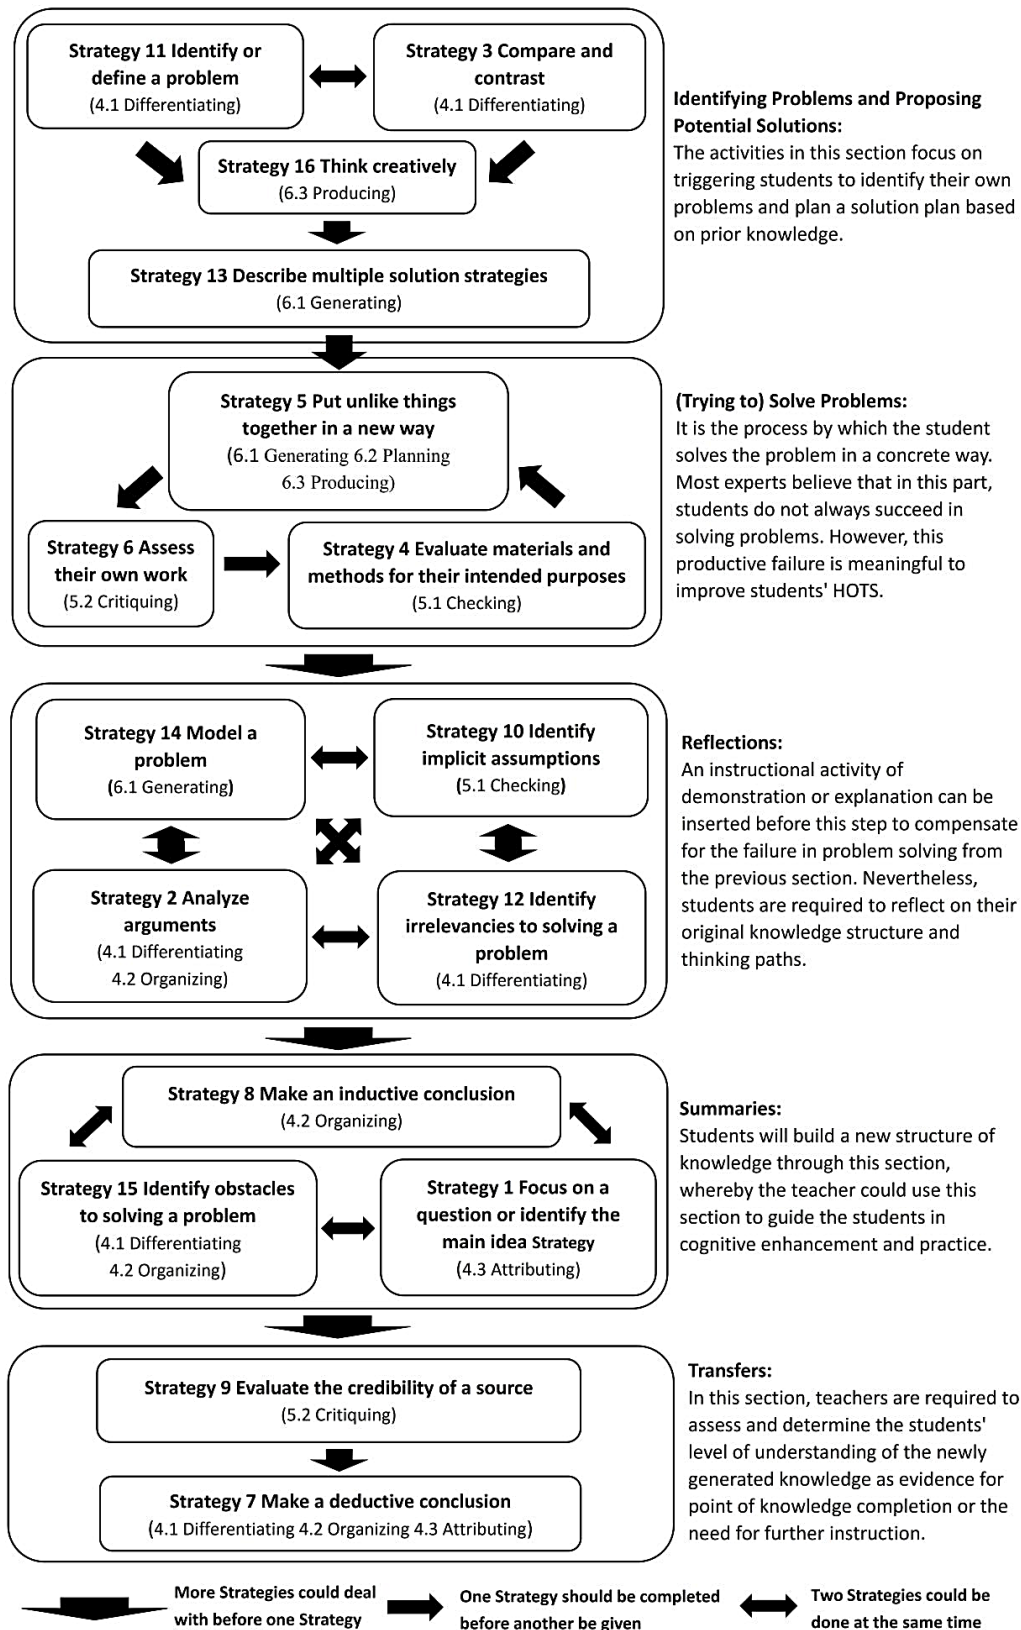 Strategy 11 Identify or
define a problem
(4.1 Differentiating)
Strategy 3 Compare and
contrast
(4.1 Differentiating)
Strategy 16 Think creatively
(6.3 Producing)
Strategy 13 Describe multiple solution strategies
(6.1 Generating)
Identifying Problems and Proposing
Potential Solutions:
The activities in this section focus on
triggering students to identify their own
problems and plan a solution plan based
on prior knowledge.
Strategy 5 Put unlike things
together in a new way
(6.1 Generating 6.2 Planning
6.3 Producing)
Strategy 6 Assess
their own work
(5.2 Critiquing)
Strategy 4 Evaluate materials and
methods for their intended purposes
(5.1 Checking)
(Trying to) Solve Problems:
It is the process by which the student
solves the problem in a concrete way.
Most experts believe that in this part,
students do not always succeed in
solving problems. However, this
productive failure is meaningful to
improve students' HOTS.
Strategy 14 Model a
problem
(6.1 Generating)
Strategy 10 Identify
implicit assumptions
(5.1 Checking)
Strategy 2 Analyze
arguments
(4.1 Differentiating
4.2 Organizing)
Strategy 12 Identify
irrelevancies to solving a
problem
(4.1 Differentiating)
Reflections:
An instructional activity of
demonstration or explanation can be
inserted before this step to compensate
for the failure in problem solving from
the previous section. Nevertheless,
students are required to reflect on their
original knowledge structure and
thinking paths.
Strategy 8 Make an inductive conclusion
(4.2 Organizing)
Strategy 15 Identify obstacles
to solving a problem
(4.1 Differentiating
4.2 Organizing)
Strategy 1 Focus on a
question or identify the
main idea Strategy
(4.3 Attributing)
Summaries:
Students will build a new structure of
knowledge through this section,
whereby the teacher could use this
section to guide the students in
cognitive enhancement and practice.
Strategy 9 Evaluate the credibility of a source
(5.2 Critiquing)
Strategy 7 Make a deductive conclusion
(4.1 Differentiating 4.2 Organizing 4.3 Attributing)
Transfers:
In this section, teachers are required to
assess and determine the students'
level of understanding of the newly
generated knowledge as evidence for
point of knowledge completion or the
need for further instruction.
More Strategies could deal
with before one Strategy
One Strategy should be completed
before another be given
Two Strategies could be
done at the same time